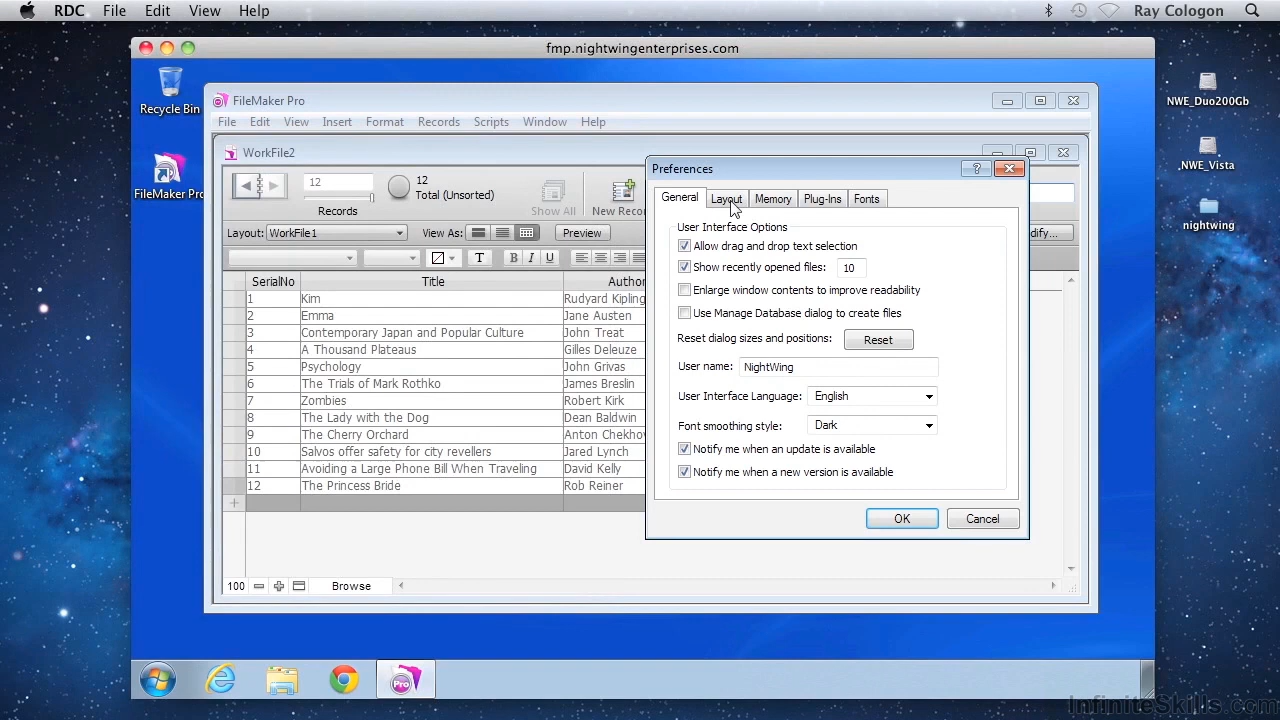 RDC File Edit View Help Ray Cologon
fmp.nightwingenterprises.com
Recycle Bin
FileMaker Pro
NWE_Duo200Gb
NWE_Vista
nightwing
FileMaker Pro
File Edit View Insert Format Records Scripts Window Help
WorkFile2
12
12
Total (Unsorted)
Records
Show All
New Recor
Layout: WorkFile1 View As: Preview
T B I U
SerialNo Title Author
1 Kim Rudyard Kipling
2 Emma Jane Austen
3 Contemporary Japan and Popular Culture John Treat
4 A Thousand Plateaus Gilles Deleuze
5 Psychology John Grivas
6 The Trials of Mark Rothko James Breslin
7 Zombies Robert Kirk
8 The Lady with the Dog Dean Baldwin
9 The Cherry Orchard Anton Chekhov
10 Salvos offer safety for city revellers Jared Lynch
11 Avoiding a Large Phone Bill When Traveling David Kelly
12 The Princess Bride Rob Reiner
100 Browse
Preferences
General Layout Memory Plug-Ins Fonts
User Interface Options
Allow drag and drop text selection
Show recently opened files: 10
Enlarge window contents to improve readability
Use Manage Database dialog to create files
Reset dialog sizes and positions: Reset
User name: NightWing
User Interface Language: English
Font smoothing style: Dark
Notify me when an update is available
Notify me when a new version is available
OK Cancel
dify...
Pro
InfiniteSkills.com